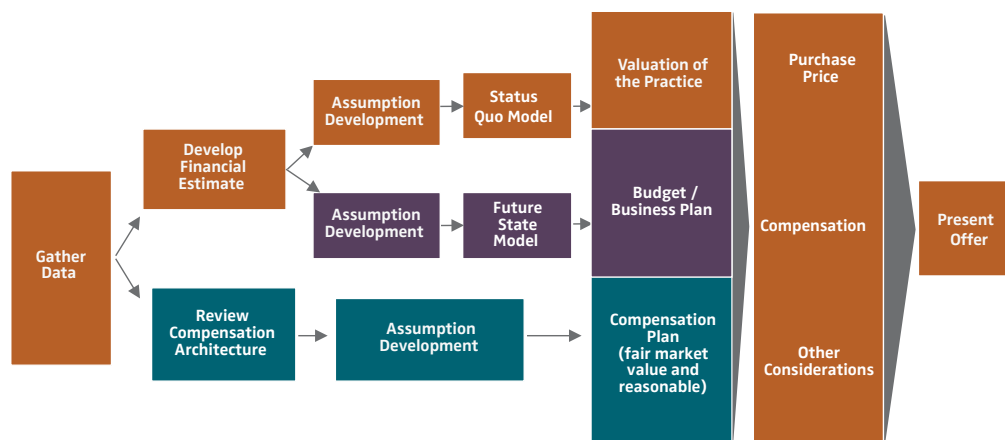 Gather
Data
Develop
Financial
Estimate
Assumption
Development
Status
Quo Model
Valuation of
the Practice
Assumption
Development
Future
State
Model
Budget /
Business Plan
Review
Compensation
Architecture
Assumption
Development
Compensation
Plan
(fair market
value and
reasonable)
Purchase
Price
Compensation
Other
Considerations
Present
Offer